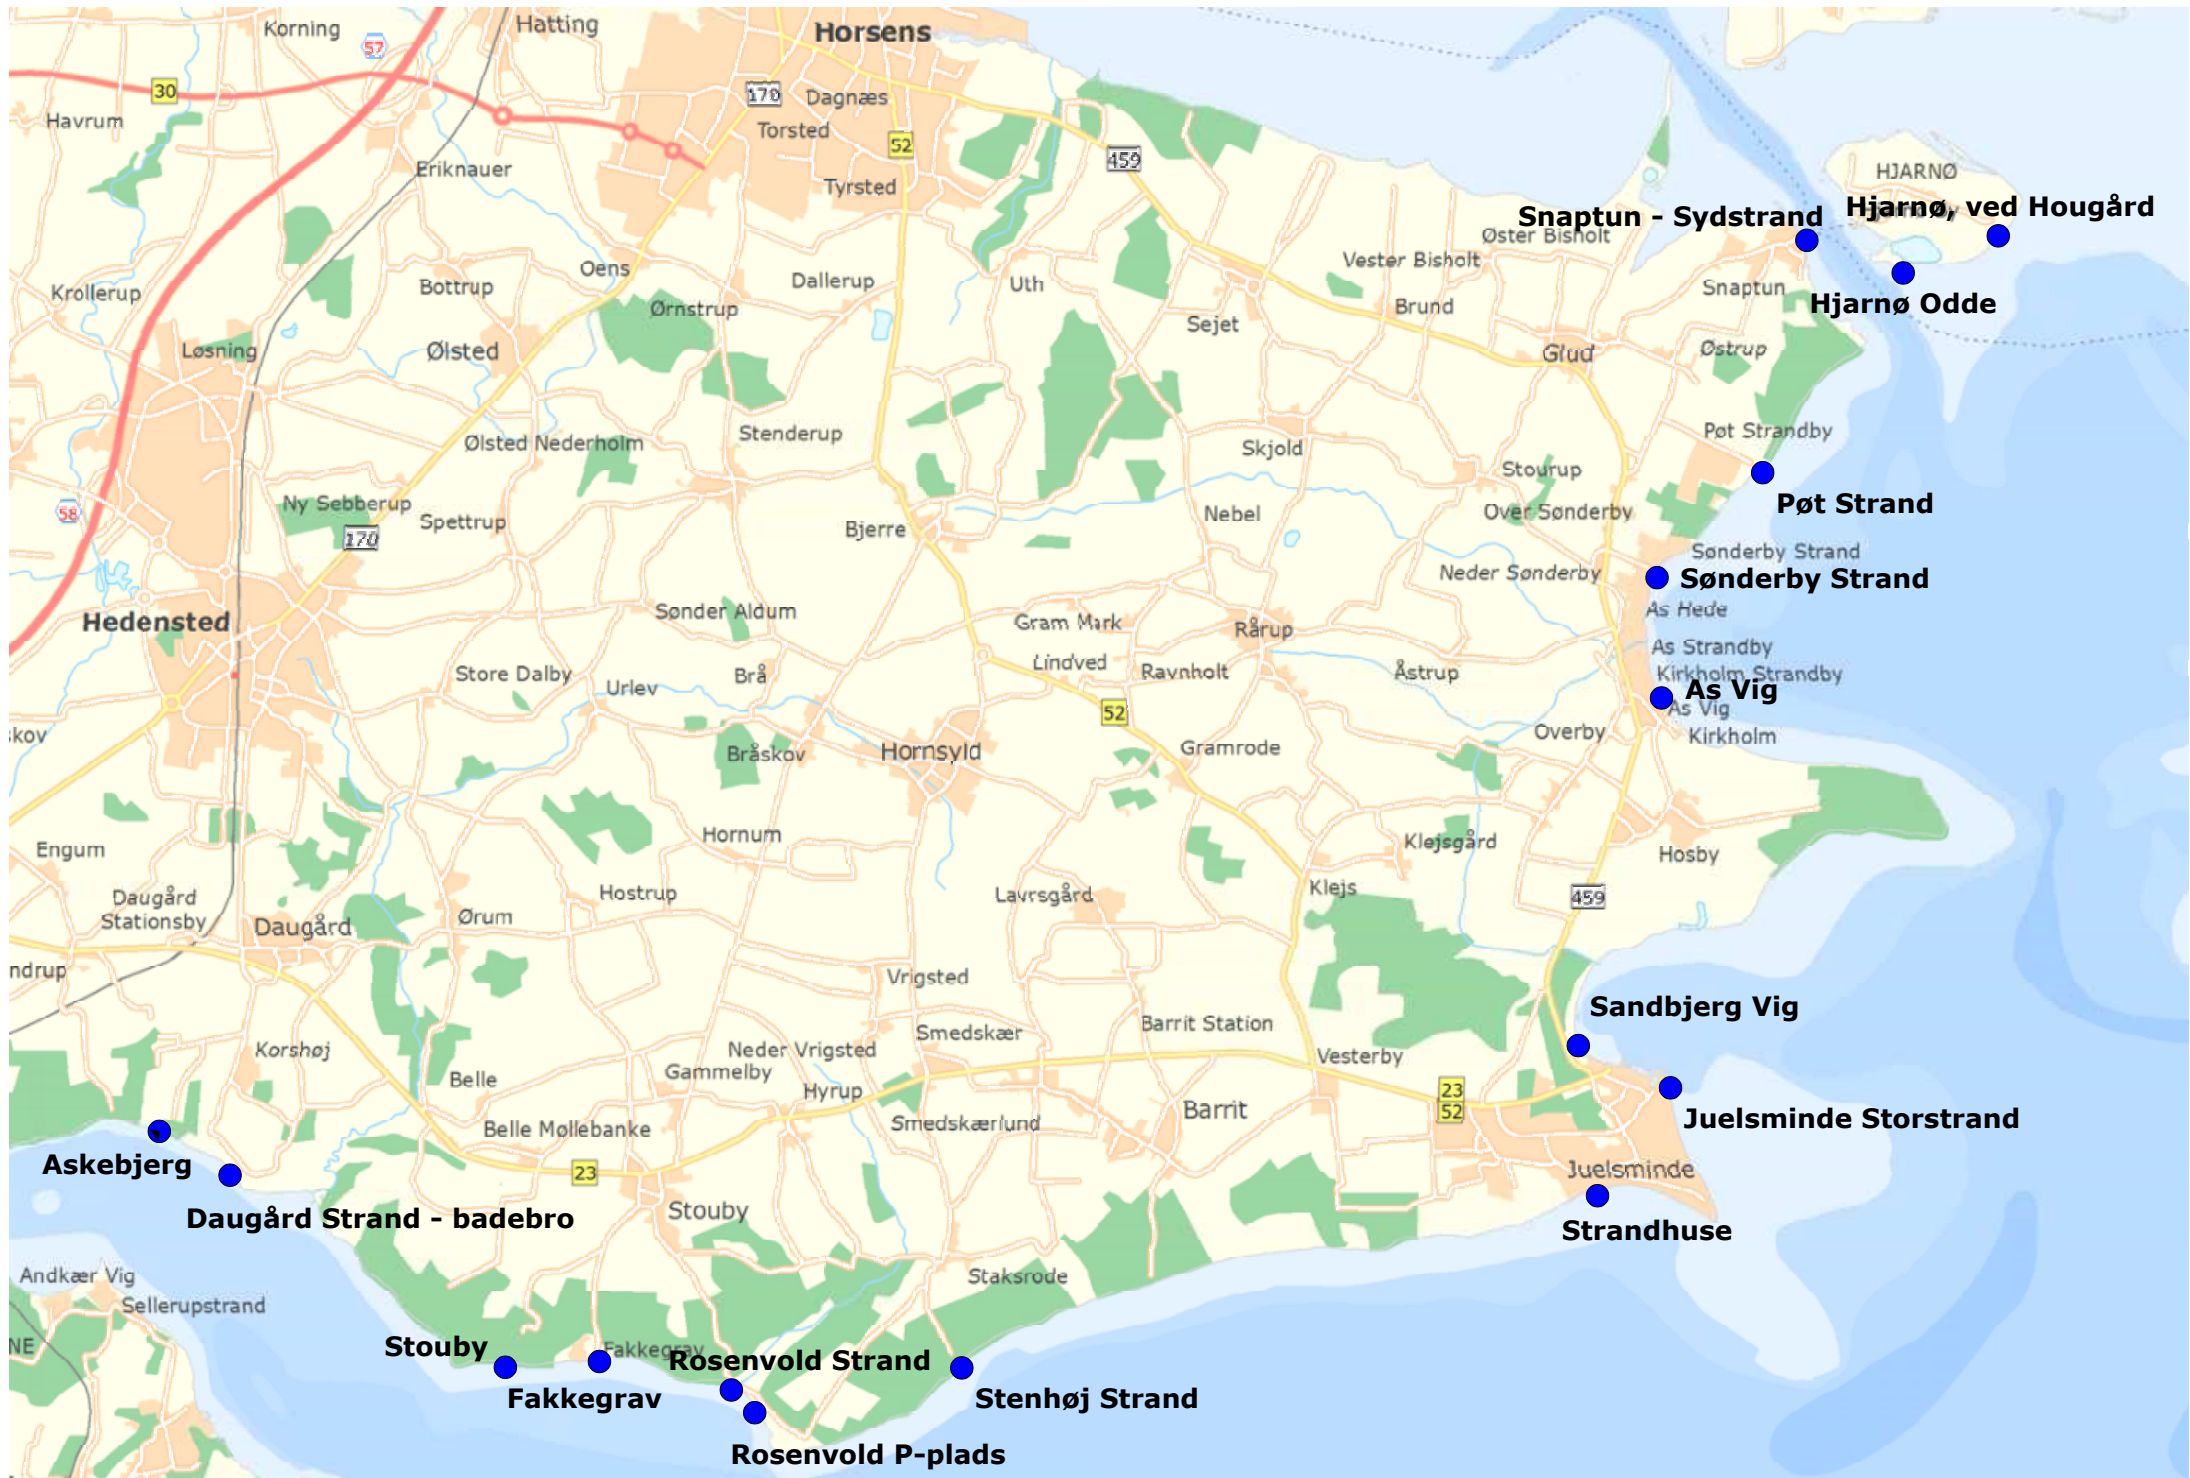 Korning
57
Hatting
Horsens
30
170
Dagnæs
Havrum
Torsted
52
459
Eriknauer
Tyrsted
HJARNØ
Snaptun - Sydstrand
Hjarnø, ved Hougård
Øster Bisholt
Vester Bisholt
Oens
Krollerup
Bottrup
Dallerup
Uth
Snaptun
Hjarnø Odde
Ørnstrup
Brund
Sejet
Løsning
Ølsted
Glud
Østrup
Ølsted Nederholm
Stenderup
Skjold
Pøt Strandby
Stourup
58
Ny Sebberup
Spettrup
170
Bjerre
Nebel
Over Sønderby
Pøt Strand
Sønderby Strand
Neder Sønderby
Sønderby Strand
Hedensted
Sønder Aldum
Gram Mark
Rårup
As Hede
As Strandby
Lindved
Ravnholt
Åstrup
Kirkholm Strandby
Store Dalby
Urlev
Brå
As Vig
As Vig
52
skov
Bråskov
Hornsyld
Gramrode
Overby
Kirkholm
Engum
Hornum
Klejsgård
Hosby
Daugård
Stationsby
Daugård
Ørum
Hostrup
Lavrsgård
Klejs
459
ndrup
Vrigsted
Sandbjerg Vig
Korshøj
Neder Vrigsted
Smedskær
Barrit Station
Vesterby
Belle
Gammelby
Hyrup
23
52
Juelsminde Storstrand
Belle Møllebanke
Smedskærlund
Barrit
Askebjerg
23
Juelsminde
Daugård Strand - badebro
Stouby
Strandhuse
Andkær Vig
Staksrode
Sellerupstrand
NE
Stouby
Fakkegrav
Rosenvold Strand
Fakkegrav
Stenhøj Strand
Rosenvold P-plads